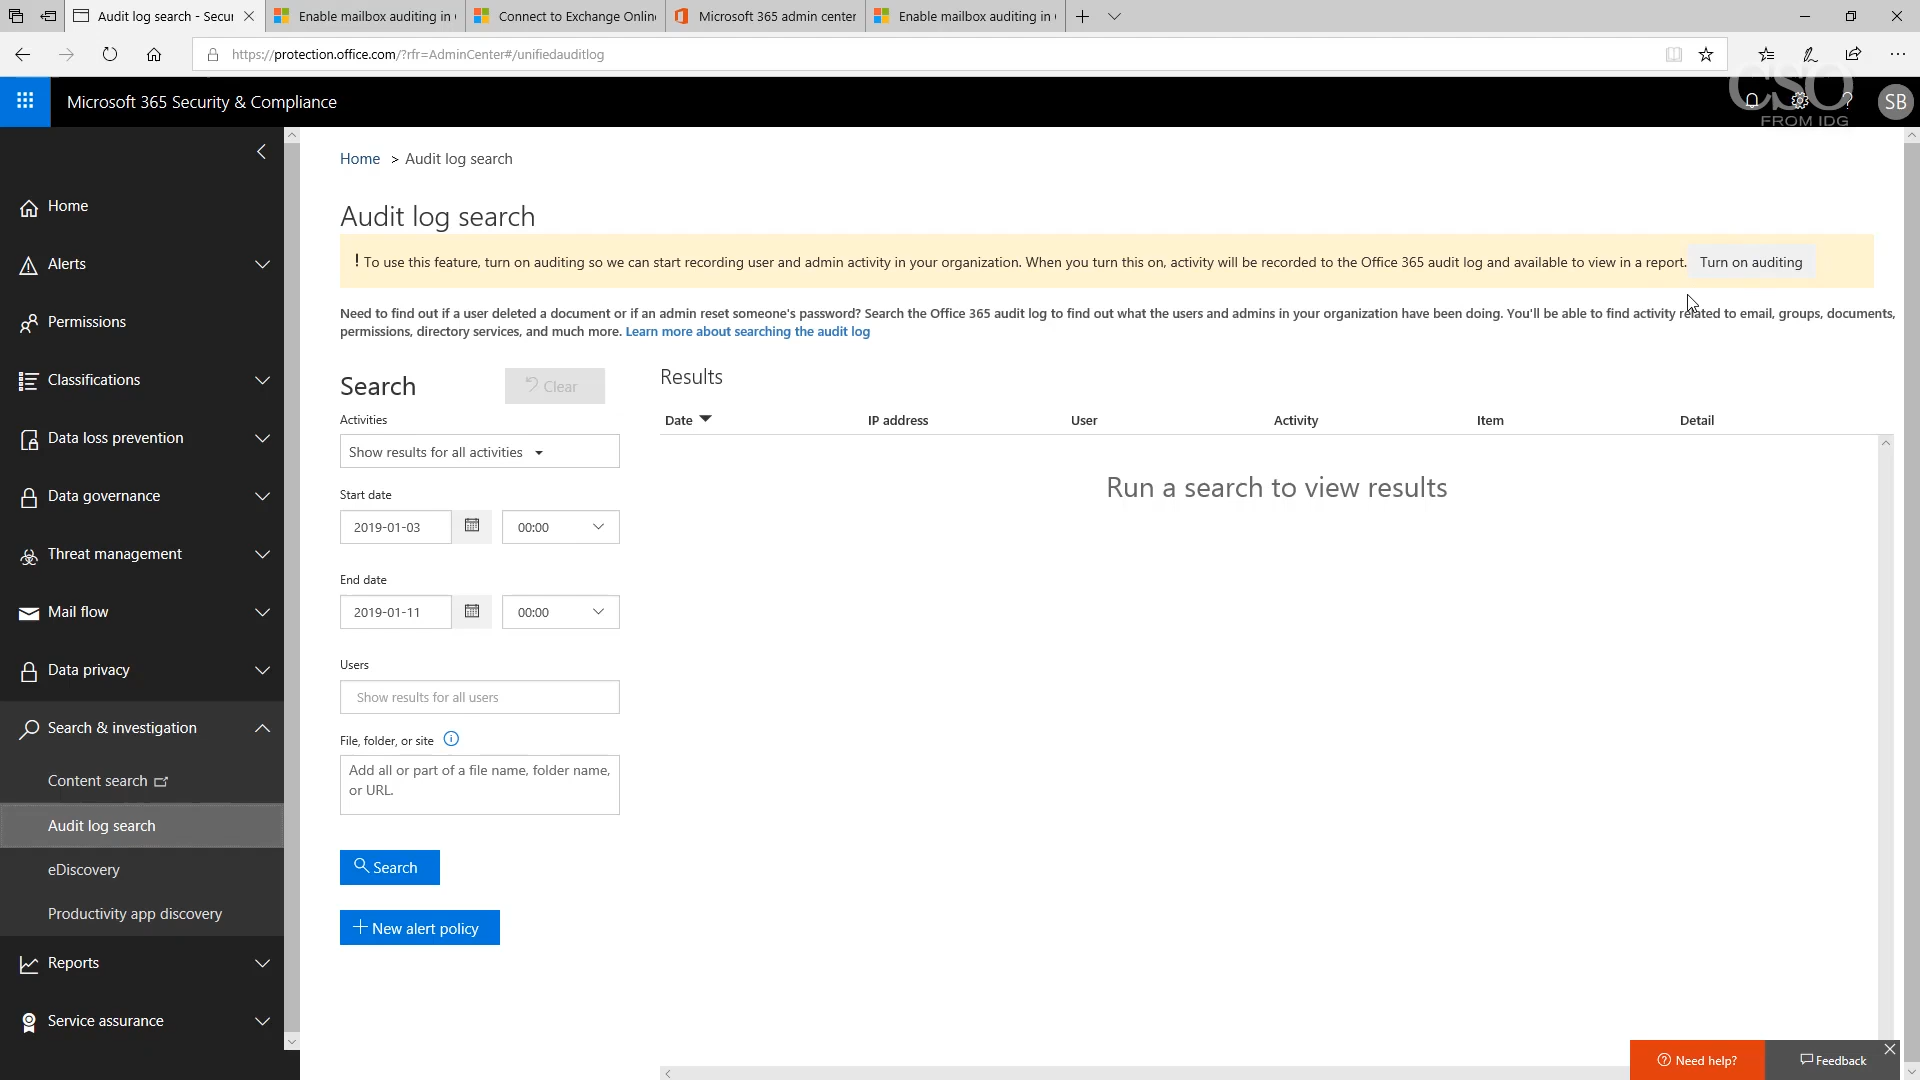 Audit log search - Secur
Enable mailbox auditing in
Connect to Exchange Onlin
Microsoft 365 admin center
Enable mailbox auditing in
https://protection.office.com/?rfr=AdminCenter#/unifiedauditlog
Microsoft 365 Security & Compliance
CSO
FROM IDG
SB
Home > Audit log search
Home
Alerts
Permissions
Classifications
Data loss prevention
Data governance
Threat management
Mail flow
Data privacy
Search & investigation
Content search
Audit log search
eDiscovery
Productivity app discovery
Reports
Service assurance
Audit log search
! To use this feature, turn on auditing so we can start recording user and admin activity in your organization. When you turn this on, activity will be recorded to the Office 365 audit log and available to view in a report. Turn on auditing
Need to find out if a user deleted a document or if an admin reset someone's password? Search the Office 365 audit log to find out what the users and admins in your organization have been doing. You'll be able to find activity related to email, groups, documents,
permissions, directory services, and much more. Learn more about searching the audit log
Search
Clear
Activities
Show results for all activities
Start date
2019-01-03
00:00
End date
2019-01-11
00:00
Users
Show results for all users
File, folder, or site
Add all or part of a file name, folder name,
or URL.
Search
New alert policy
Results
Date IP address User Activity Item Detail
Run a search to view results
Need help?
Feedback